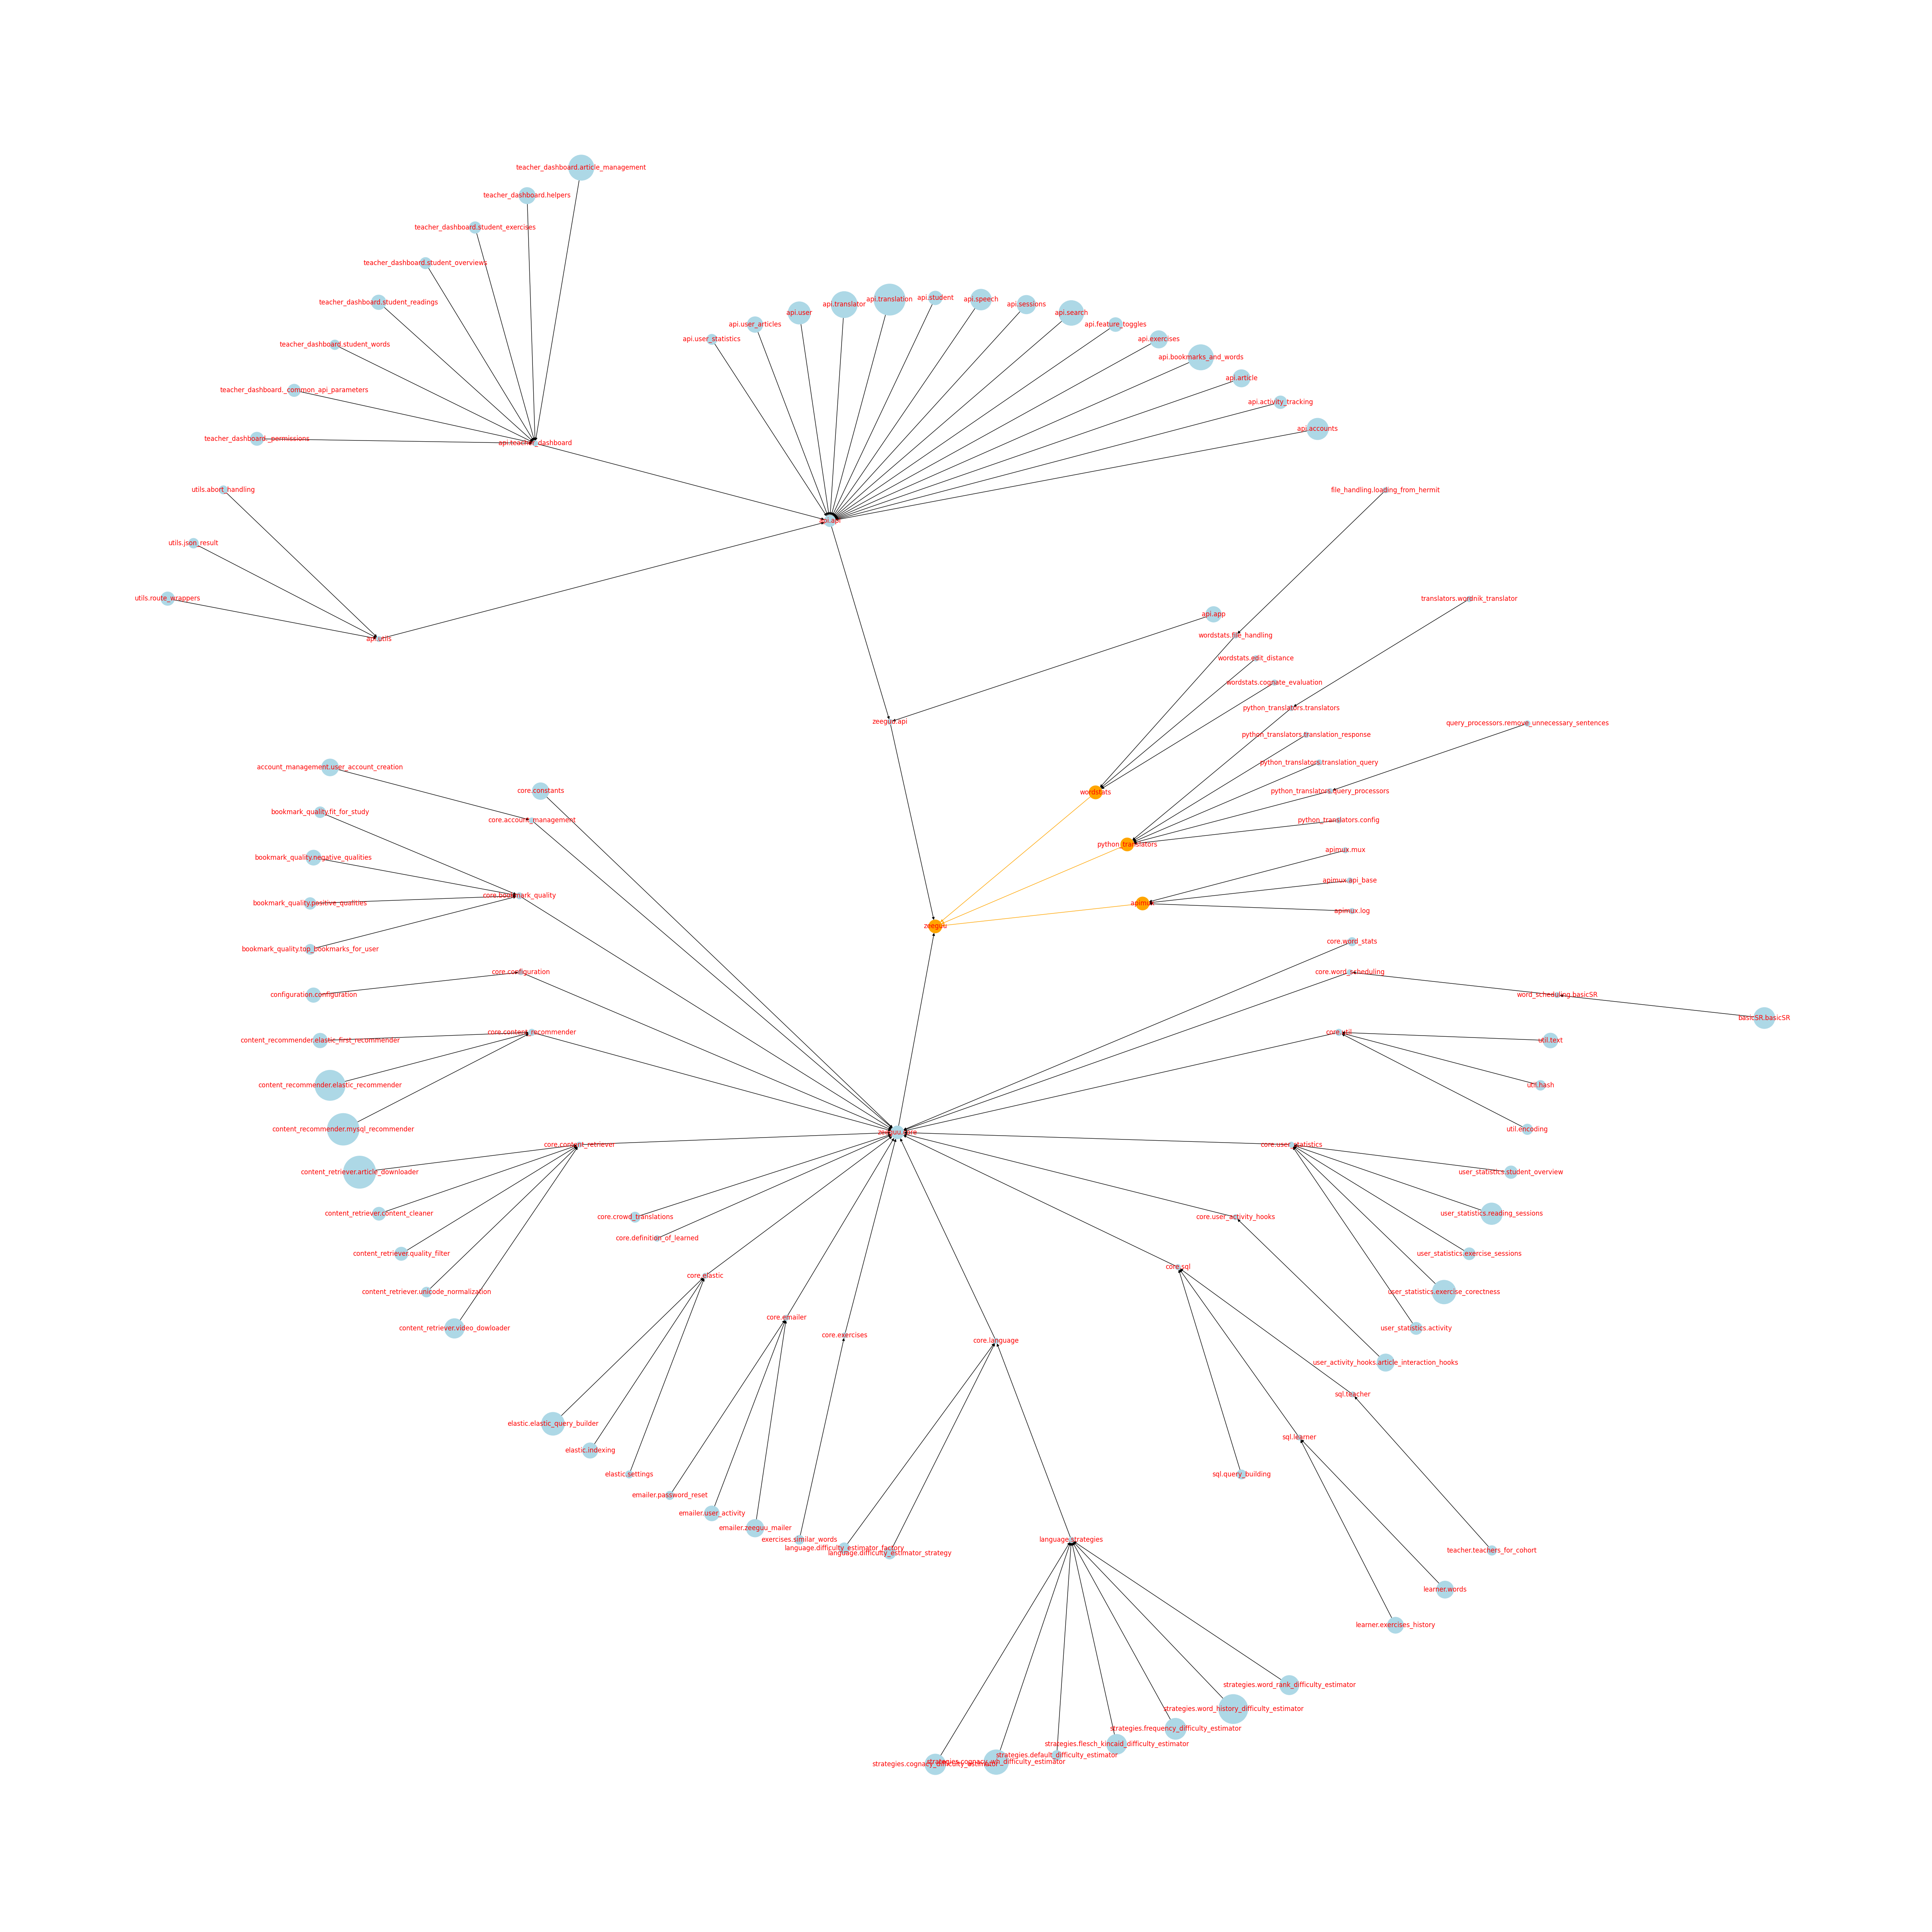 teacher_dashboard.article_management
teacher_dashboard.helpers
teacher_dashboard.student_exercises
teacher_dashboard.student_overviews
teacher_dashboard.student_readings
teacher_dashboard.student_words
teacher_dashboard._common_api_parameters
teacher_dashboard._permissions
api.teacher_dashboard
api.user_statistics
api.user_articles
api.user
api.translator
api.translation
api.student
api.speech
api.sessions
api.search
api.feature_toggles
api.exercises
api.bookmarks_and_words
api.article
api.activity_tracking
api.accounts
utils.abort_handling
utils.json_result
utils.route_wrappers
api.utils
api.api
file_handling.loading_from_hermit
translators.wordnik_translator
api.app
wordstats.file_handling
wordstats.edit_distance
wordstats.cognate_evaluation
python_translators.translators
zeeguu.api
query_processors.remove_unnecessary_sentences
python_translators.translation_response
python_translators.translation_query
python_translators.query_processors
wordstats
python_translators.config
python_translators
apimux.mux
apimux.api_base
apimux
apimux.log
zeeguu
account_management.user_account_creation
core.constants
bookmark_quality.fit_for_study
core.account_management
bookmark_quality.negative_qualities
core.bookmark_quality
bookmark_quality.positive_qualities
bookmark_quality.top_bookmarks_for_user
core.configuration
configuration.configuration
core.content_recommender
content_recommender.elastic_first_recommender
content_recommender.elastic_recommender
content_recommender.mysql_recommender
core.word_stats
core.word_scheduling
word_scheduling.basicSR
basicSR.basicSR
core.util
util.text
util.hash
util.encoding
zeeguu.core
core.content_retriever
content_retriever.article_downloader
content_retriever.content_cleaner
content_retriever.quality_filter
content_retriever.unicode_normalization
content_retriever.video_dowloader
core.user_statistics
user_statistics.student_overview
user_statistics.reading_sessions
user_statistics.exercise_sessions
user_statistics.exercise_corectness
user_statistics.activity
core.crowd_translations
core.definition_of_learned
core.user_activity_hooks
user_activity_hooks.article_interaction_hooks
core.elastic
core.sql
core.emailer
core.exercises
core.language
sql.teacher
sql.learner
sql.query_building
elastic.elastic_query_builder
elastic.indexing
elastic.settings
emailer.password_reset
emailer.user_activity
emailer.zeeguu_mailer
exercises.similar_words
language.difficulty_estimator_factory
language.difficulty_estimator_strategy
language.strategies
teacher.teachers_for_cohort
learner.words
learner.exercises_history
strategies.word_rank_difficulty_estimator
strategies.word_history_difficulty_estimator
strategies.frequency_difficulty_estimator
strategies.flesch_kincaid_difficulty_estimator
strategies.default_difficulty_estimator
strategies.cognacy_wh_difficulty_estimator
strategies.cognacy_difficulty_estimator